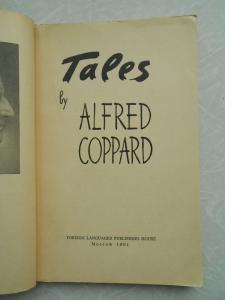 Tales
by
ALFRED
COPPARD
FOREIGN LANGUAGES PUBLISHING HOUSE
Moscow 1961